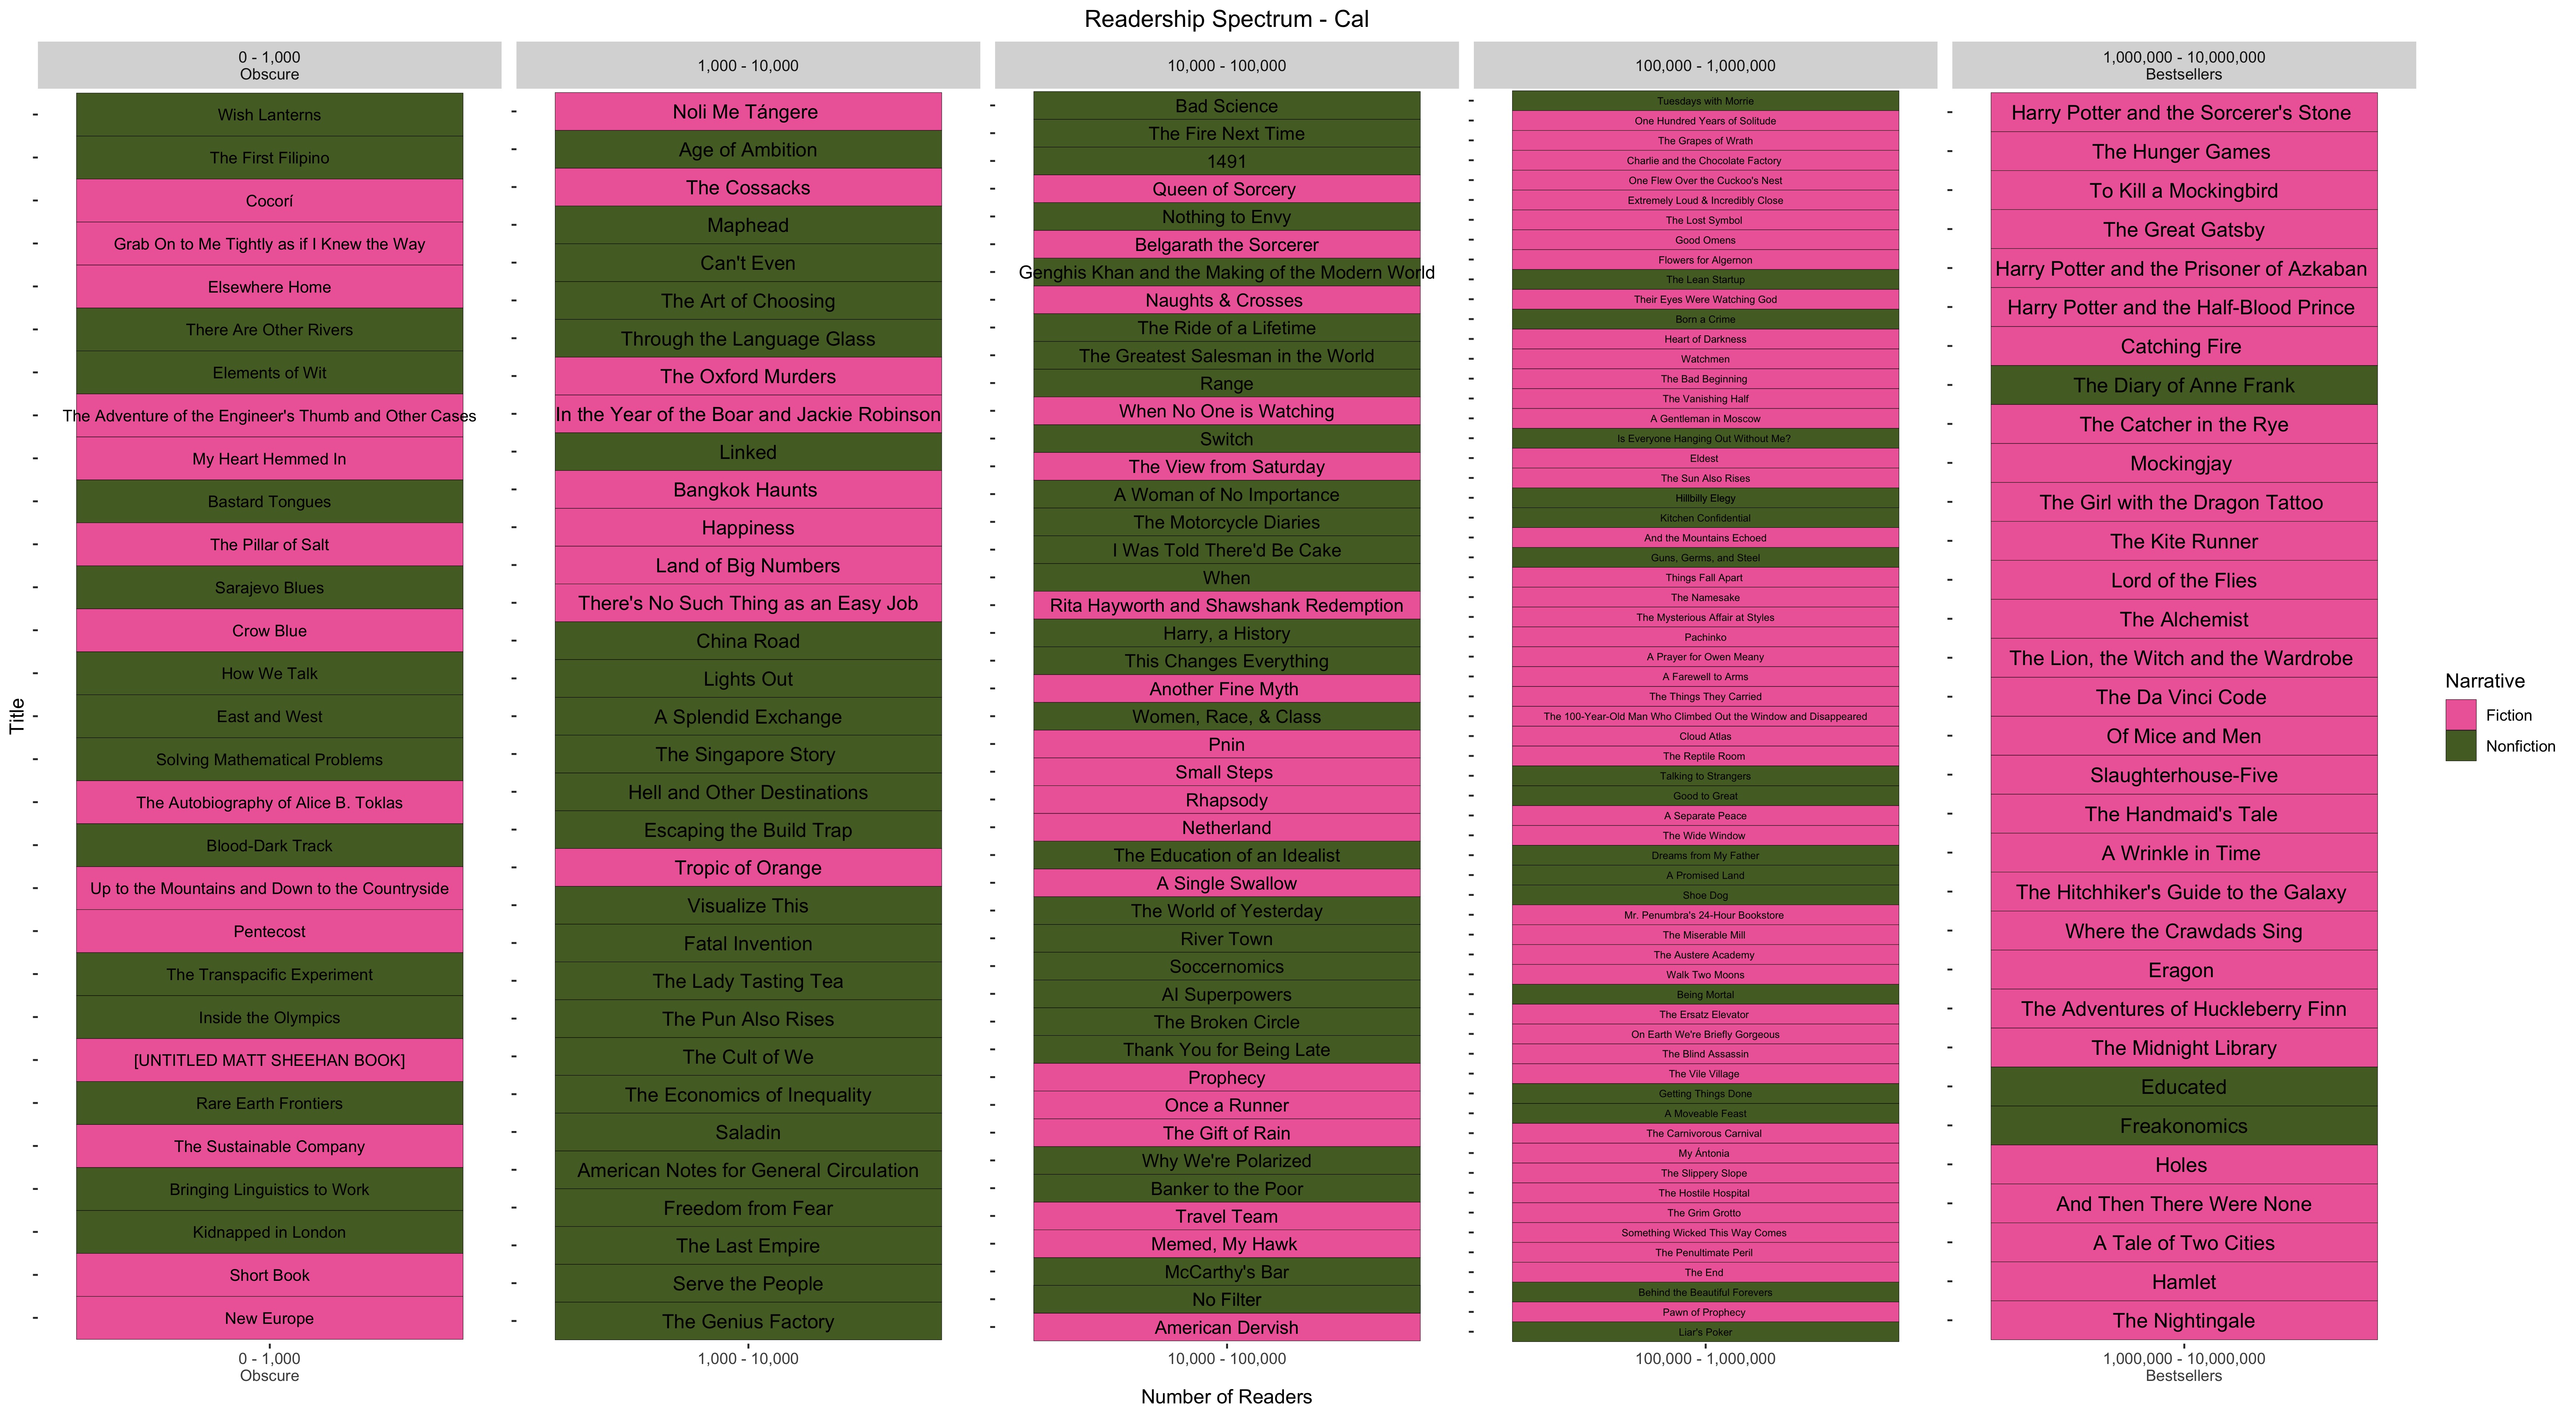 Readership Spectrum - Cal
0 - 1,000
Obscure
1,000 - 10,000
10,000 - 100,000
100,000 - 1,000,000
1,000,000 - 10,000,000
Bestsellers
Title
Wish Lanterns
The First Filipino
Cocorí
Grab On to Me Tightly as if I Knew the Way
Elsewhere Home
There Are Other Rivers
Elements of Wit
The Adventure of the Engineer's Thumb and Other Cases
My Heart Hemmed In
Bastard Tongues
The Pillar of Salt
Sarajevo Blues
Crow Blue
How We Talk
East and West
Solving Mathematical Problems
The Autobiography of Alice B. Toklas
Blood-Dark Track
Up to the Mountains and Down to the Countryside
Pentecost
The Transpacific Experiment
Inside the Olympics
[UNTITLED MATT SHEEHAN BOOK]
Rare Earth Frontiers
The Sustainable Company
Bringing Linguistics to Work
Kidnapped in London
Short Book
New Europe
Noli Me Tángere
Age of Ambition
The Cossacks
Maphead
Can't Even
The Art of Choosing
Through the Language Glass
The Oxford Murders
In the Year of the Boar and Jackie Robinson
Linked
Bangkok Haunts
Happiness
Land of Big Numbers
There's No Such Thing as an Easy Job
China Road
Lights Out
A Splendid Exchange
The Singapore Story
Hell and Other Destinations
Escaping the Build Trap
Tropic of Orange
Visualize This
Fatal Invention
The Lady Tasting Tea
The Pun Also Rises
The Cult of We
The Economics of Inequality
Saladin
American Notes for General Circulation
Freedom from Fear
The Last Empire
Serve the People
The Genius Factory
Bad Science
The Fire Next Time
1491
Queen of Sorcery
Nothing to Envy
Belgarath the Sorcerer
Genghis Khan and the Making of the Modern World
Naughts & Crosses
The Ride of a Lifetime
The Greatest Salesman in the World
Range
When No One is Watching
Switch
The View from Saturday
A Woman of No Importance
The Motorcycle Diaries
I Was Told There'd Be Cake
When
Rita Hayworth and Shawshank Redemption
Harry, a History
This Changes Everything
Another Fine Myth
Women, Race, & Class
Pnin
Small Steps
Rhapsody
Netherland
The Education of an Idealist
A Single Swallow
The World of Yesterday
River Town
Soccernomics
AI Superpowers
The Broken Circle
Thank You for Being Late
Prophecy
Once a Runner
The Gift of Rain
Why We're Polarized
Banker to the Poor
Travel Team
Memed, My Hawk
McCarthy's Bar
No Filter
American Dervish
Tuesdays with Morrie
One Hundred Years of Solitude
The Grapes of Wrath
Charlie and the Chocolate Factory
One Flew Over the Cuckoo's Nest
Extremely Loud & Incredibly Close
The Lost Symbol
Good Omens
Flowers for Algernon
The Lean Startup
Their Eyes Were Watching God
Born a Crime
Heart of Darkness
Watchmen
The Bad Beginning
The Vanishing Half
A Gentleman in Moscow
Is Everyone Hanging Out Without Me?
Eldest
The Sun Also Rises
Hillbilly Elegy
Kitchen Confidential
And the Mountains Echoed
Guns, Germs, and Steel
Things Fall Apart
The Namesake
The Mysterious Affair at Styles
Pachinko
A Prayer for Owen Meany
A Farewell to Arms
The Things They Carried
The 100-Year-Old Man Who Climbed Out the Window and Disappeared
Cloud Atlas
The Reptile Room
Talking to Strangers
Good to Great
A Separate Peace
The Wide Window
Dreams from My Father
A Promised Land
Shoe Dog
Mr. Penumbra's 24-Hour Bookstore
The Miserable Mill
The Austere Academy
Walk Two Moons
Being Mortal
The Ersatz Elevator
On Earth We're Briefly Gorgeous
The Blind Assassin
The Vile Village
Getting Things Done
A Moveable Feast
The Carnivorous Carnival
My Ántonia
The Slippery Slope
The Hostile Hospital
The Grim Grotto
Something Wicked This Way Comes
The Penultimate Peril
The End
Behind the Beautiful Forevers
Pawn of Prophecy
Liar's Poker
Harry Potter and the Sorcerer's Stone
The Hunger Games
To Kill a Mockingbird
The Great Gatsby
Harry Potter and the Prisoner of Azkaban
Harry Potter and the Half-Blood Prince
Catching Fire
The Diary of Anne Frank
The Catcher in the Rye
Mockingjay
The Girl with the Dragon Tattoo
The Kite Runner
Lord of the Flies
The Alchemist
The Lion, the Witch and the Wardrobe
The Da Vinci Code
Of Mice and Men
Slaughterhouse-Five
The Handmaid's Tale
A Wrinkle in Time
The Hitchhiker's Guide to the Galaxy
Where the Crawdads Sing
Eragon
The Adventures of Huckleberry Finn
The Midnight Library
Educated
Freakonomics
Holes
And Then There Were None
A Tale of Two Cities
Hamlet
The Nightingale
Narrative
Fiction
Nonfiction
0 - 1,000
Obscure
1,000 - 10,000
10,000 - 100,000
100,000 - 1,000,000
1,000,000 - 10,000,000
Bestsellers
Number of Readers